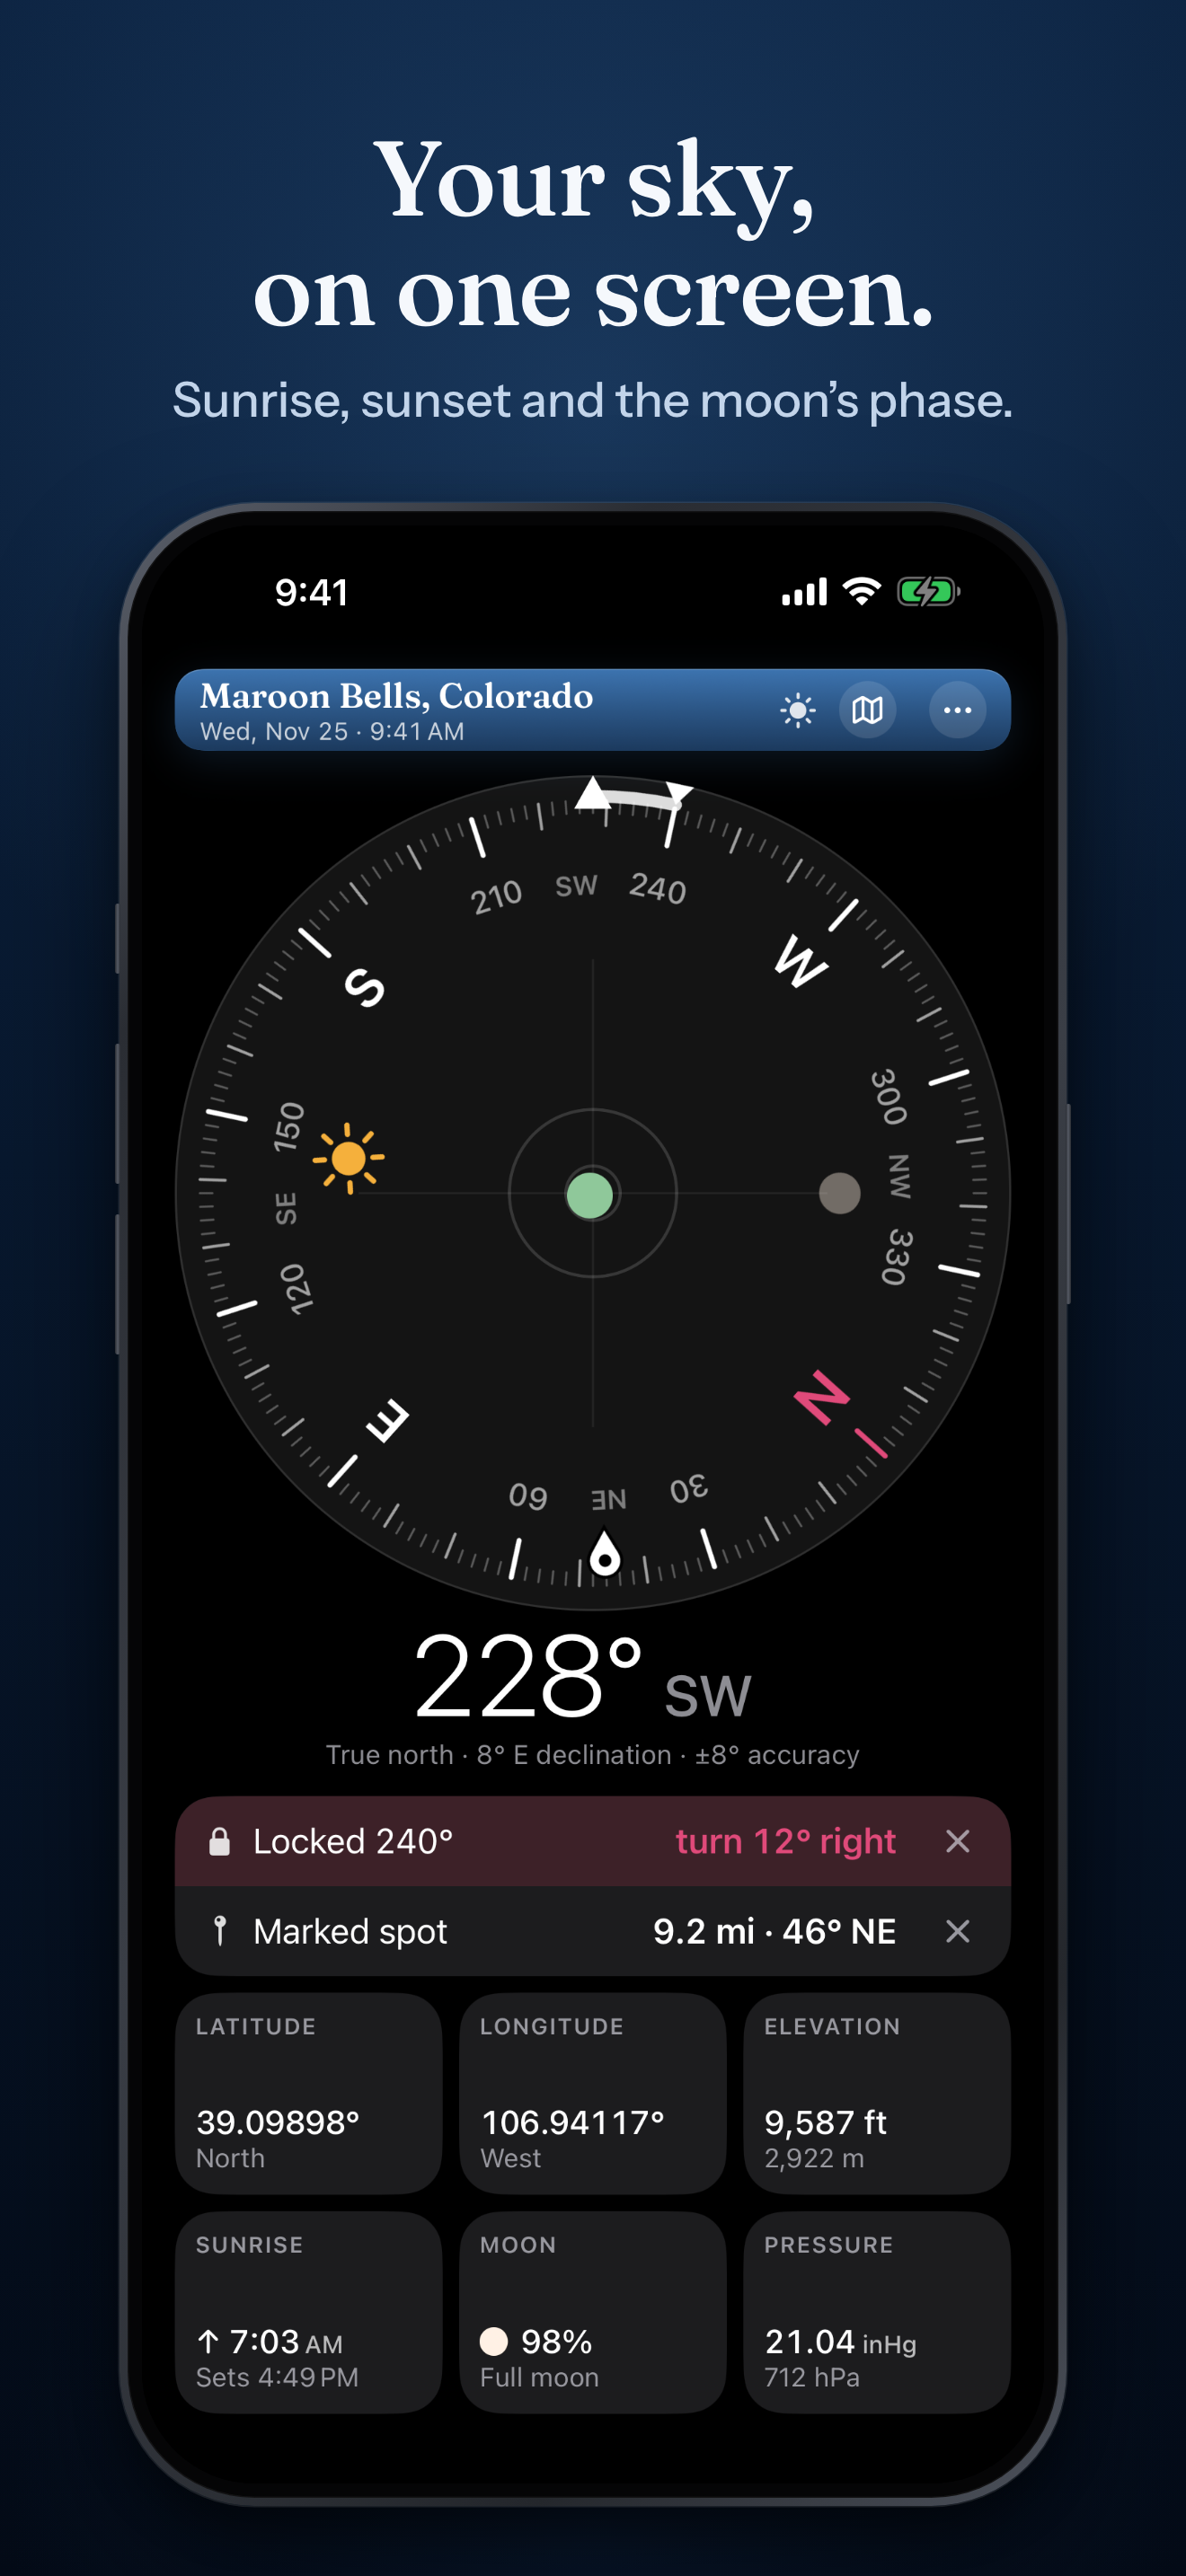 Your sky,
on one screen.
Sunrise, sunset and the moon’s phase.
9:41
Maroon Bells, Colorado
Wed, Nov 25 · 9:41 AM
210 SW 240
S W
150 300
SE NW
120 330
E N
60 NE 30
228° SW
True north · 8° E declination · ±8° accuracy
Locked 240° turn 12° right
Marked spot 9.2 mi · 46° NE
LATITUDE LONGITUDE ELEVATION
39.09898° 106.94117° 9,587 ft
North West 2,922 m
SUNRISE MOON PRESSURE
↑ 7:03 AM 98% 21.04 inHg
Sets 4:49 PM Full moon 712 hPa